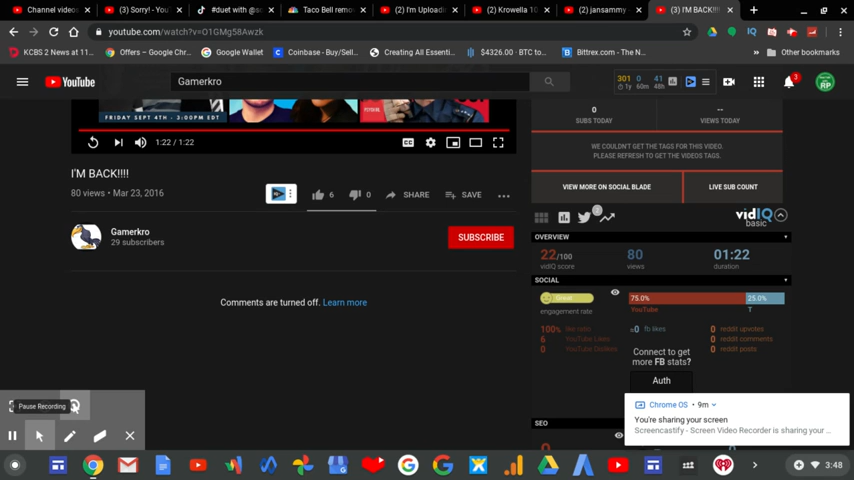 Channel videos
(3) Sorry! - You
#duet with @so
Taco Bell remo
(2) I'm Uploadi
(2) Krowella 10
(2) jansammy
(3) I'M BACK!!!!
youtube.com/watch?v=O1GMg58Awzk
KCBS 2 News at 11...
Offers – Google Chr...
Google Wallet
Coinbase - Buy/Sell...
Creating All Essenti...
$4326.00 - BTC to...
Bittrex.com - The N...
Other bookmarks
YouTube
Gamerkro
301 0 41
1y 60m 48h
3
RP
FRIDAY SEPT 4TH - 3:00PM EDT
1:22 / 1:22
I'M BACK!!!!
80 views • Mar 23, 2016
6
0
SHARE
SAVE
Gamerkro
29 subscribers
SUBSCRIBE
Comments are turned off. Learn more
0
--
SUBS TODAY
VIEWS TODAY
WE COULDN'T GET THE TAGS FOR THIS VIDEO.
PLEASE REFRESH TO GET THE VIDEOS TAGS.
VIEW MORE ON SOCIAL BLADE
LIVE SUB COUNT
vidIQ
basic
OVERVIEW
22/100
80
01:22
vidIQ score
views
duration
SOCIAL
Great
75.0%
25.0%
engagement rate
YouTube
T
100% like ratio
0 fb likes
0 reddit upvotes
6 YouTube Likes
0 reddit comments
0 YouTube Dislikes
0 reddit posts
Connect to get
more FB stats?
Auth
SEO
Pause Recording
Chrome OS • 9m
You're sharing your screen
Screencastify - Screen Video Recorder is sharing your ...
3:48